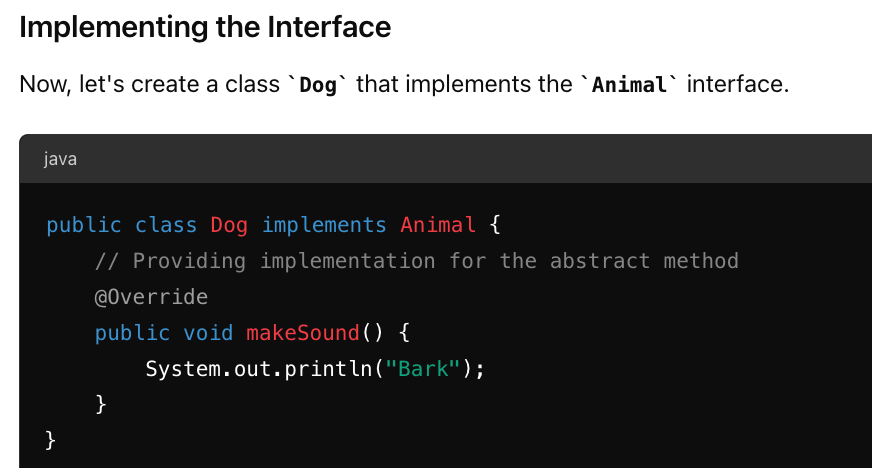 Implementing the Interface
Now, let's create a class `Dog` that implements the `Animal` interface.
java
public class Dog implements Animal {
    // Providing implementation for the abstract method
    @Override
    public void makeSound() {
        System.out.println("Bark");
    }
}